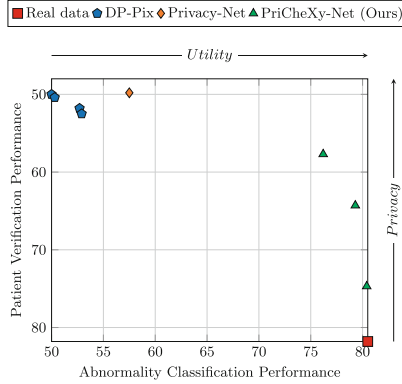 Real data DP-Pix Privacy-Net PriCheXy-Net (Ours)
Utility
50
60
70
80
Patient Verification Performance
Privacy
50 55 60 65 70 75 80
Abnormality Classification Performance